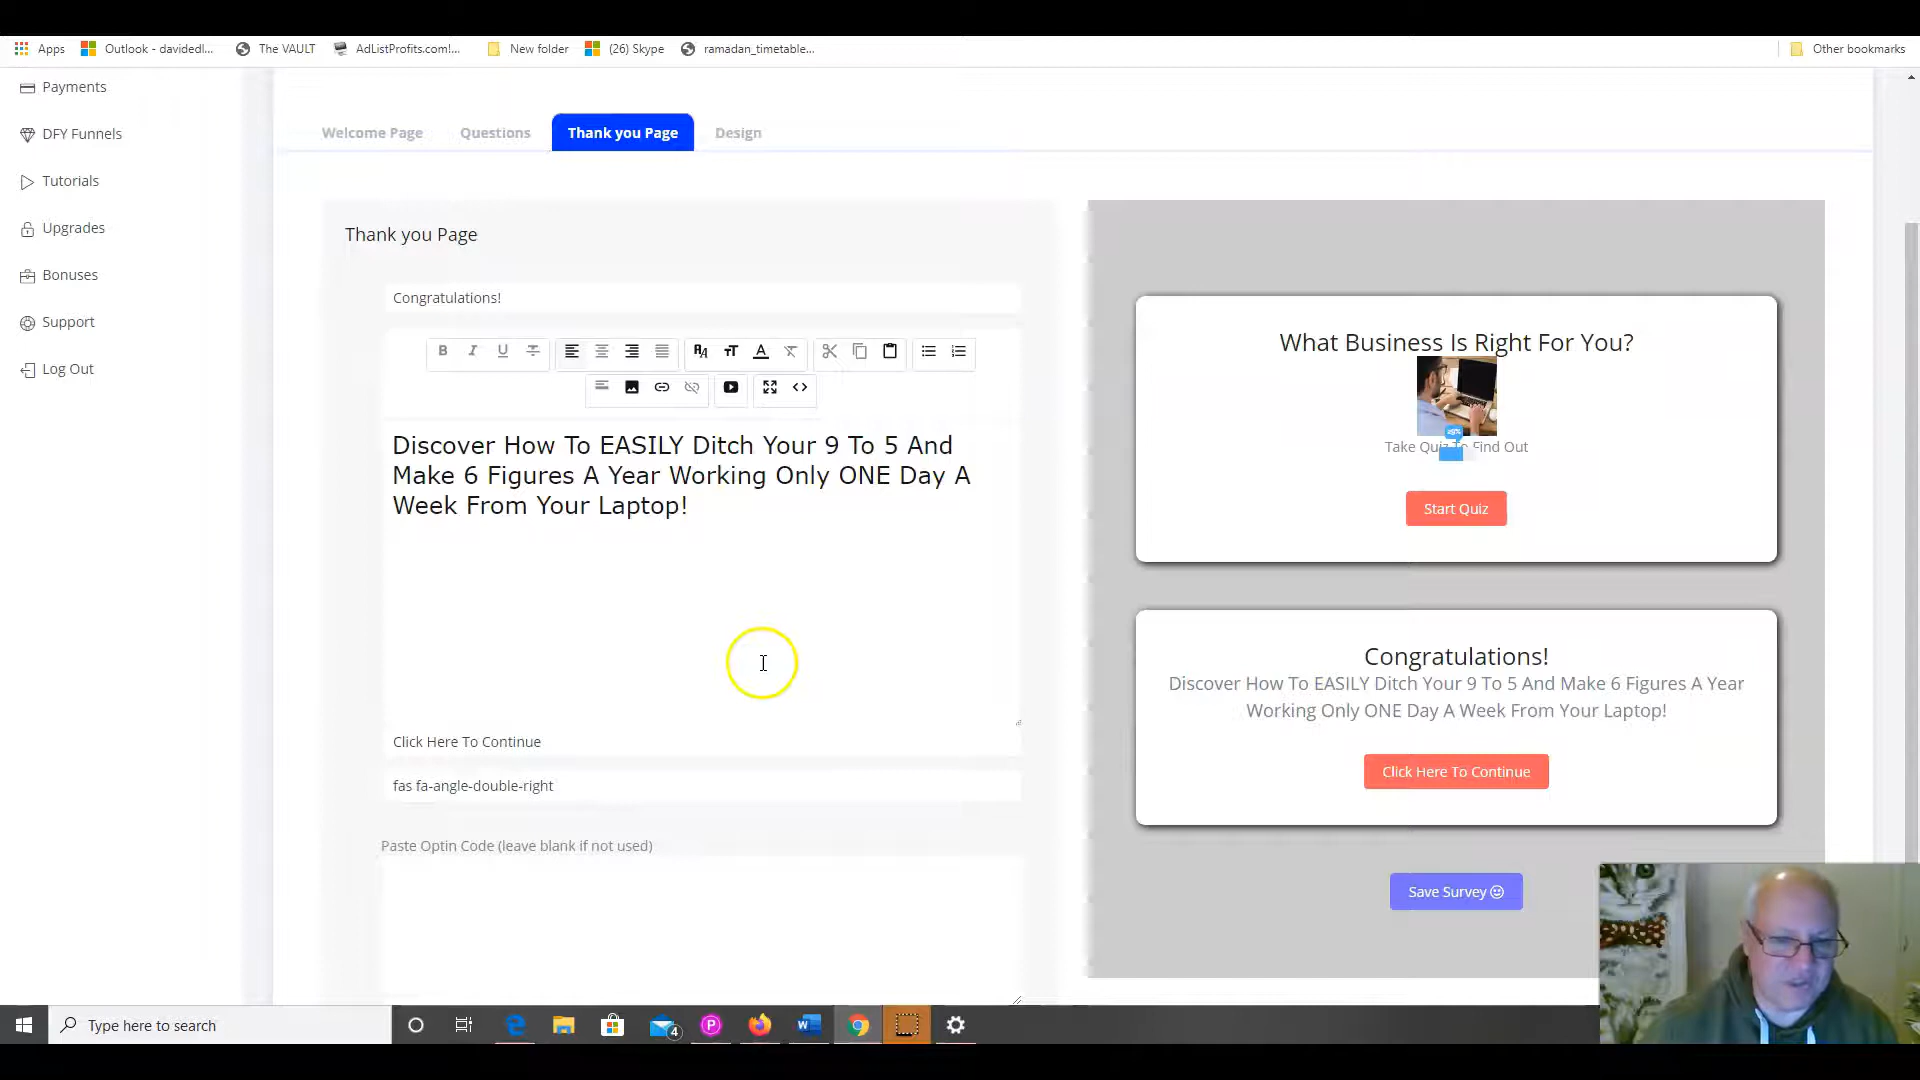 Apps
Outlook - davidedl...
The VAULT
AdListProfits.com!...
New folder
(26) Skype
ramadan_timetable...
Other bookmarks
Payments
DFY Funnels
Tutorials
Upgrades
Bonuses
Support
Log Out
Welcome Page
Questions
Thank you Page
Design
Thank you Page
Congratulations!
Discover How To EASILY Ditch Your 9 To 5 And
Make 6 Figures A Year Working Only ONE Day A
Week From Your Laptop!
Click Here To Continue
fas fa-angle-double-right
Paste Optin Code (leave blank if not used)
What Business Is Right For You?
Take Quiz To Find Out
Start Quiz
Congratulations!
Discover How To EASILY Ditch Your 9 To 5 And Make 6 Figures A Year
Working Only ONE Day A Week From Your Laptop!
Click Here To Continue
Save Survey
Type here to search
4